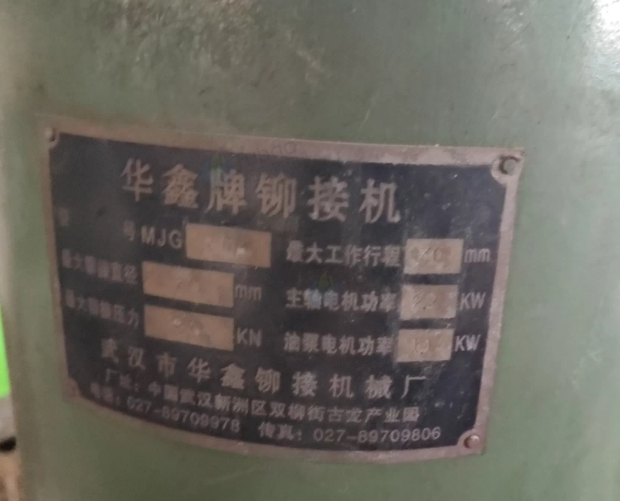 华鑫牌铆接机
型号MJG 最大工作行程 mm
最大铆接直径 mm 主轴电机功率 KW
最大铆接压力 KN 油泵电机功率 KW
武汉市华鑫铆接机械厂
厂址:中国武汉新洲区双柳街古龙产业园
电话:027-89709978 传真:027-89709806